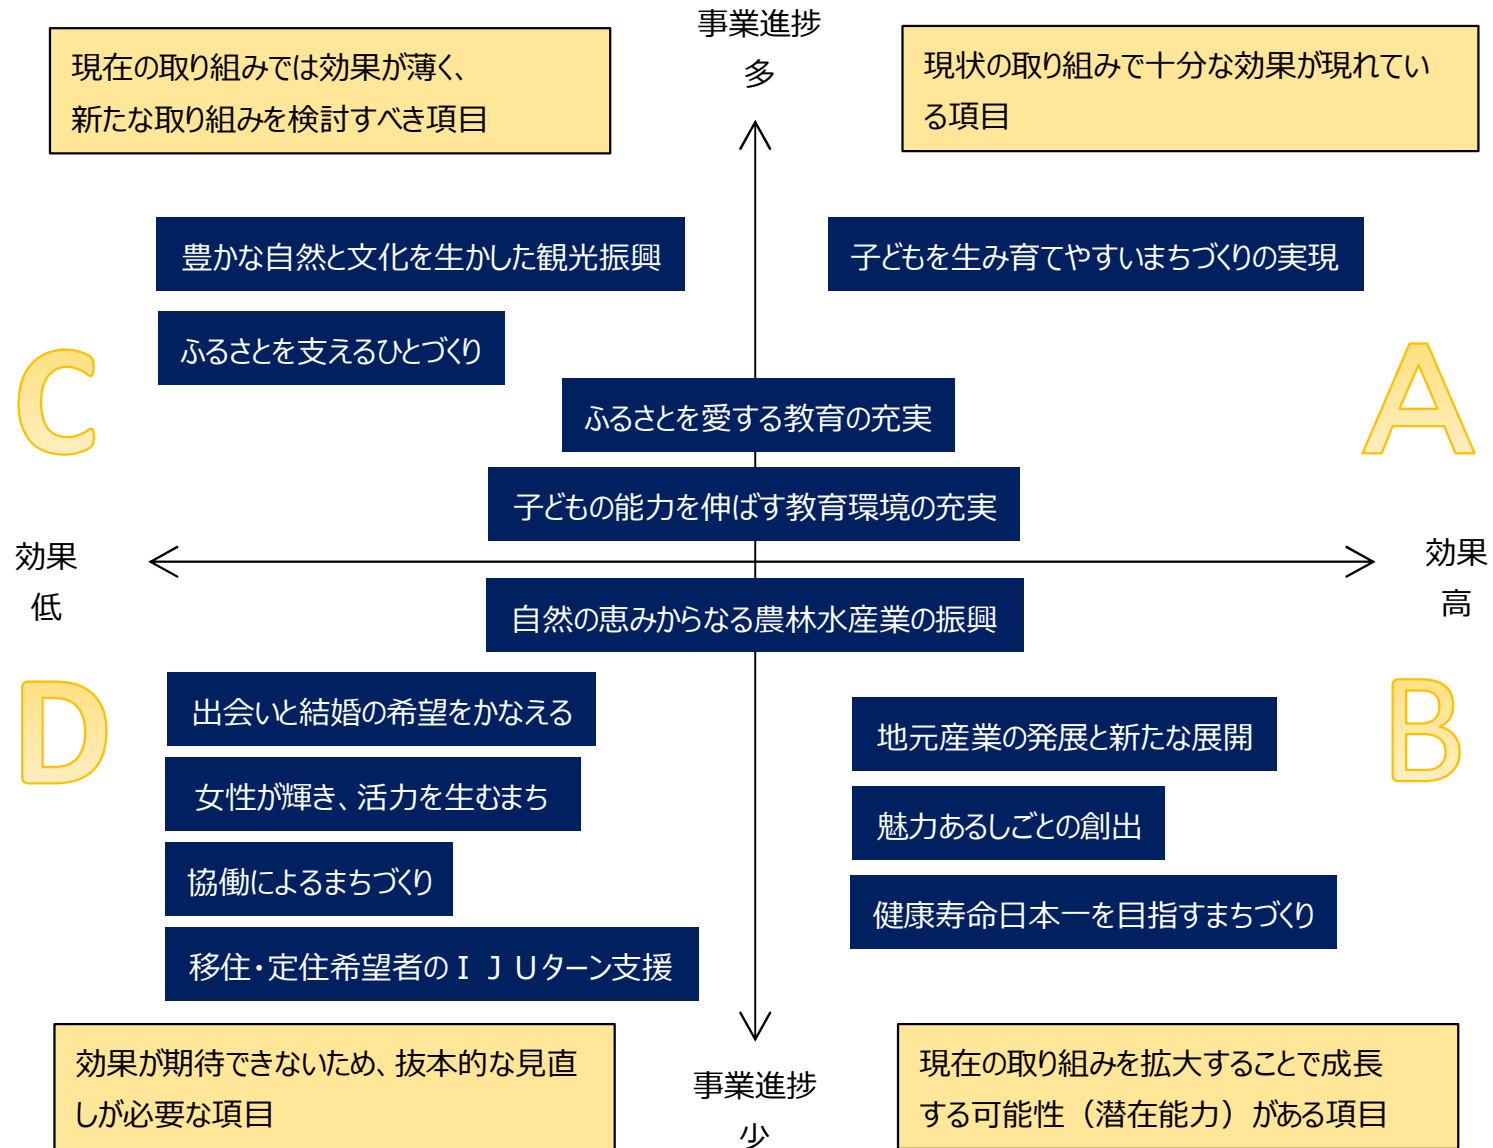 事業進捗
多
現在の取り組みでは効果が薄く、
新たな取り組みを検討すべき項目
現状の取り組みで十分な効果が現れてい
る項目
豊かな自然と文化を生かした観光振興
子どもを生み育てやすいまちづくりの実現
ふるさとを支えるひとづくり
C
A
ふるさとを愛する教育の充実
子どもの能力を伸ばす教育環境の充実
効果
低
効果
高
自然の恵みからなる農林水産業の振興
D
B
出会いと結婚の希望をかなえる
女性が輝き、活力を生むまち
協働によるまちづくり
移住・定住希望者のＩＪＵターン支援
地元産業の発展と新たな展開
魅力あるしごとの創出
健康寿命日本一を目指すまちづくり
効果が期待できないため、抜本的な見直
しが必要な項目
事業進捗
少
現在の取り組みを拡大することで成長
する可能性（潜在能力）がある項目